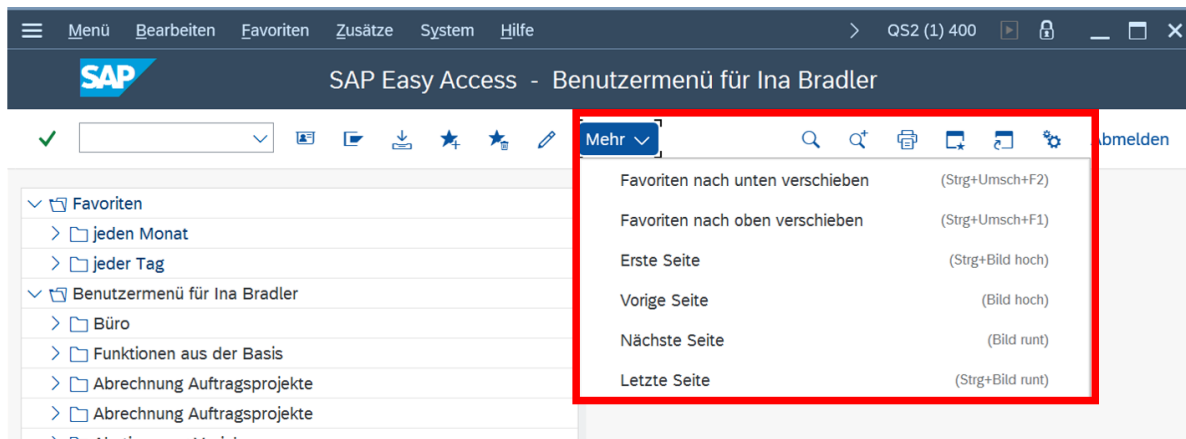 Menü Bearbeiten Favoriten Zusätze System Hilfe QS2 (1) 400
SAP SAP Easy Access - Benutzermenü für Ina Bradler
Mehr Abmelden
Favoriten nach unten verschieben (Strg+Umsch+F2)
Favoriten
Favoriten nach oben verschieben (Strg+Umsch+F1)
jeden Monat
jeder Tag
Erste Seite (Strg+Bild hoch)
Benutzermenü für Ina Bradler
Vorige Seite (Bild hoch)
Büro
Nächste Seite (Bild runt)
Funktionen aus der Basis
Abrechnung Auftragsprojekte
Letzte Seite (Strg+Bild runt)
Abrechnung Auftragsprojekte